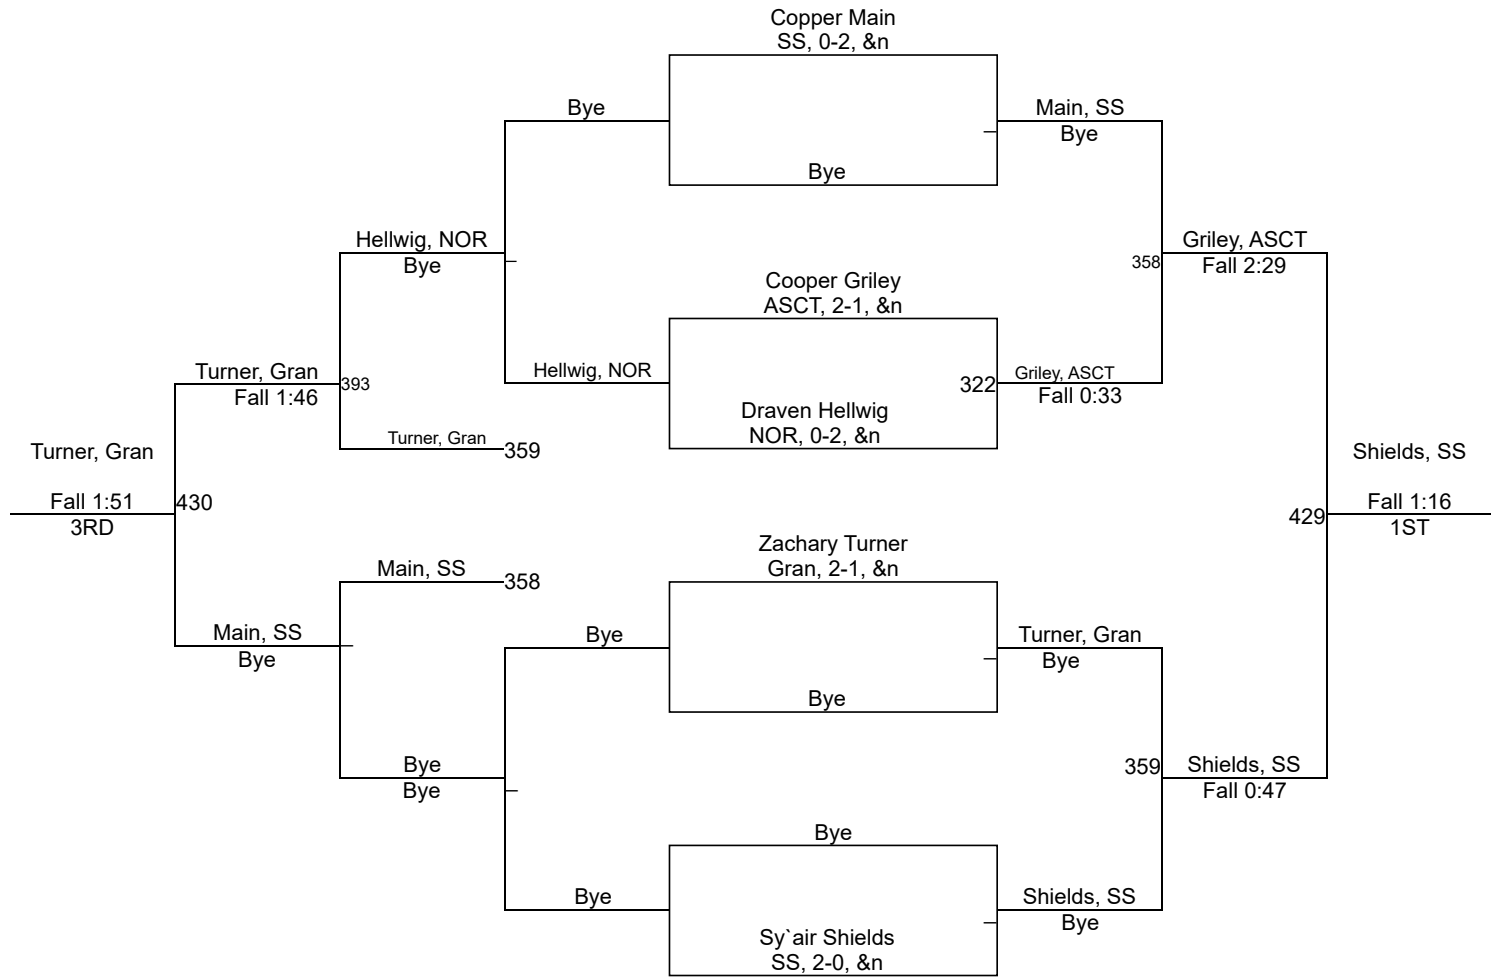 Copper Main
SS, 0-2, &n
Bye
Main, SS
Bye
Bye
Hellwig, NOR
Bye
Griley, ASCT
358
Fall 2:29
Cooper Griley
ASCT, 2-1, &n
Hellwig, NOR
322
Griley, ASCT
Fall 0:33
Draven Hellwig
NOR, 0-2, &n
Turner, Gran
393
Fall 1:46
Turner, Gran
359
Turner, Gran
Fall 1:51
430
3RD
Shields, SS
Fall 1:16
429
1ST
Zachary Turner
Gran, 2-1, &n
Main, SS
358
Main, SS
Bye
Bye
Turner, Gran
Bye
Bye
Bye
Bye
359
Shields, SS
Fall 0:47
Bye
Bye
Shields, SS
Bye
Sy`air Shields
SS, 2-0, &n